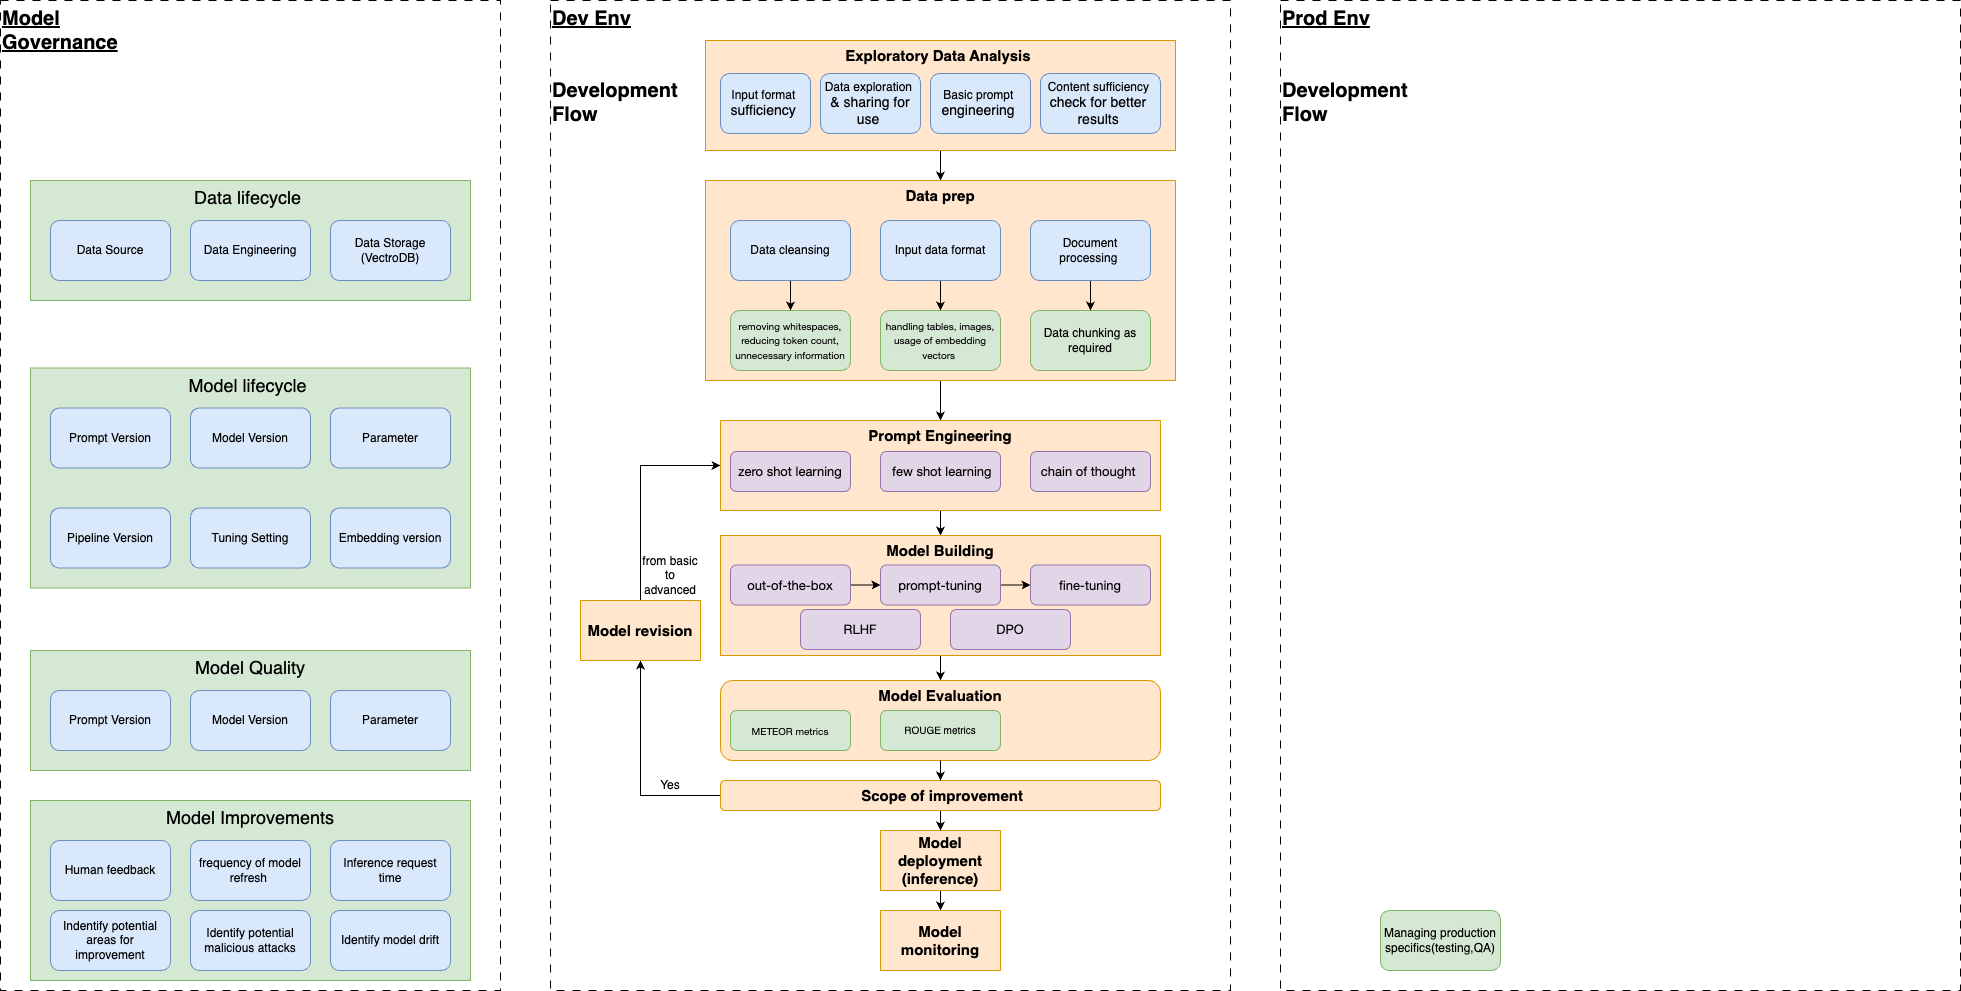 Model
Governance
Data lifecycle
Data Source
Data Engineering
Data Storage
(VectroDB)
Model lifecycle
Prompt Version
Model Version
Parameter
Pipeline Version
Tuning Setting
Embedding version
Model Quality
Prompt Version
Model Version
Parameter
Model Improvements
Human feedback
frequency of model
refresh
Inference request
time
Indentify potential
areas for
improvement
Identify potential
malicious attacks
Identify model drift
Dev Env
Development
Flow
Exploratory Data Analysis
Input format
sufficiency
Data exploration
& sharing for
use
Basic prompt
engineering
Content sufficiency
check for better
results
Data prep
Data cleansing
Input data format
Document
processing
removing whitespaces,
reducing token count,
unnecessary information
handling tables, images,
usage of embedding
vectors
Data chunking as
required
Prompt Engineering
zero shot learning
few shot learning
chain of thought
from basic
to
advanced
Model revision
Model Building
out-of-the-box
prompt-tuning
fine-tuning
RLHF
DPO
Model Evaluation
METEOR metrics
ROUGE metrics
Yes
Scope of improvement
Model
deployment
(inference)
Model
monitoring
Prod Env
Development
Flow
Managing production
specifics(testing,QA)